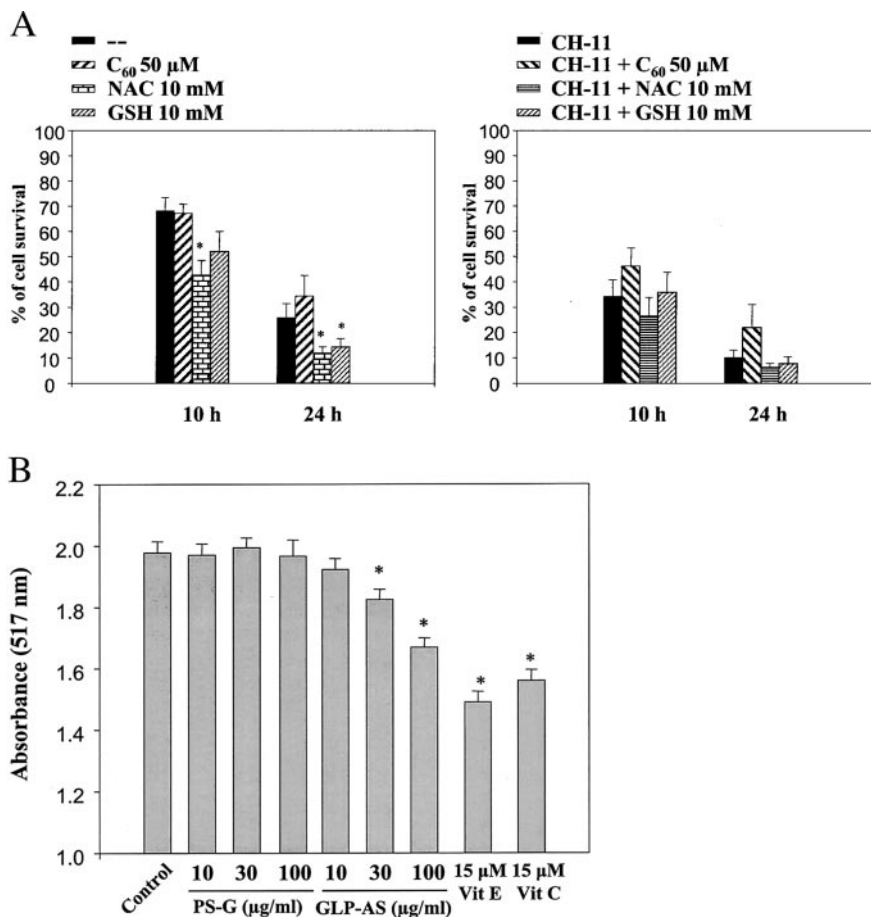 A
--
C₆₀ 50 μM
NAC 10 mM
GSH 10 mM
% of cell survival
100
90
80
70
60
50
40
30
20
10
0
*
*
*
10 h
24 h
CH-11
CH-11 + C₆₀ 50 μM
CH-11 + NAC 10 mM
CH-11 + GSH 10 mM
% of cell survival
100
90
80
70
60
50
40
30
20
10
0
10 h
24 h
B
Absorbance (517 nm)
2.2
2.0
1.8
1.6
1.4
1.2
1.0
*
*
*
*
Control
10 30 100
PS-G (μg/ml)
10 30 100
GLP-AS (μg/ml)
15 μM
Vit E
15 μM
Vit C